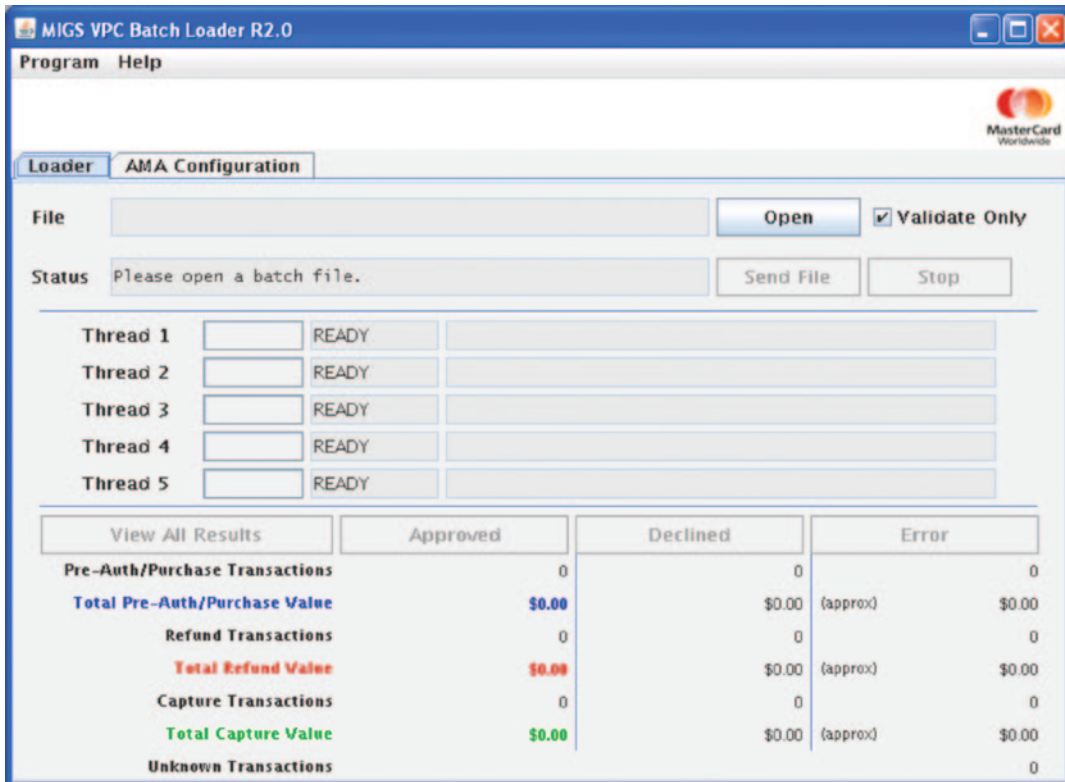 MIGS VPC Batch Loader R2.0
Program Help
MasterCard
Worldwide
Loader AMA Configuration
File Open Validate Only
Status Please open a batch file. Send File Stop
Thread 1 READY
Thread 2 READY
Thread 3 READY
Thread 4 READY
Thread 5 READY
View All Results Approved Declined Error
Pre-Auth/Purchase Transactions 0 0 0
Total Pre-Auth/Purchase Value $0.00 $0.00 (approx) $0.00
Refund Transactions 0 0 0
Total Refund Value $0.00 $0.00 (approx) $0.00
Capture Transactions 0 0 0
Total Capture Value $0.00 $0.00 (approx) $0.00
Unknown Transactions 0